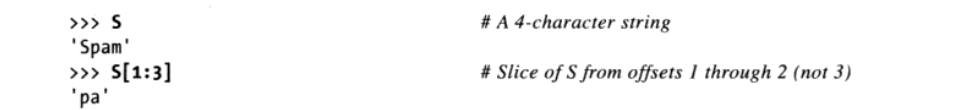 >>> S # A 4-character string
'Spam'
>>> S[1:3] # Slice of S from offsets 1 through 2 (not 3)
'pa'